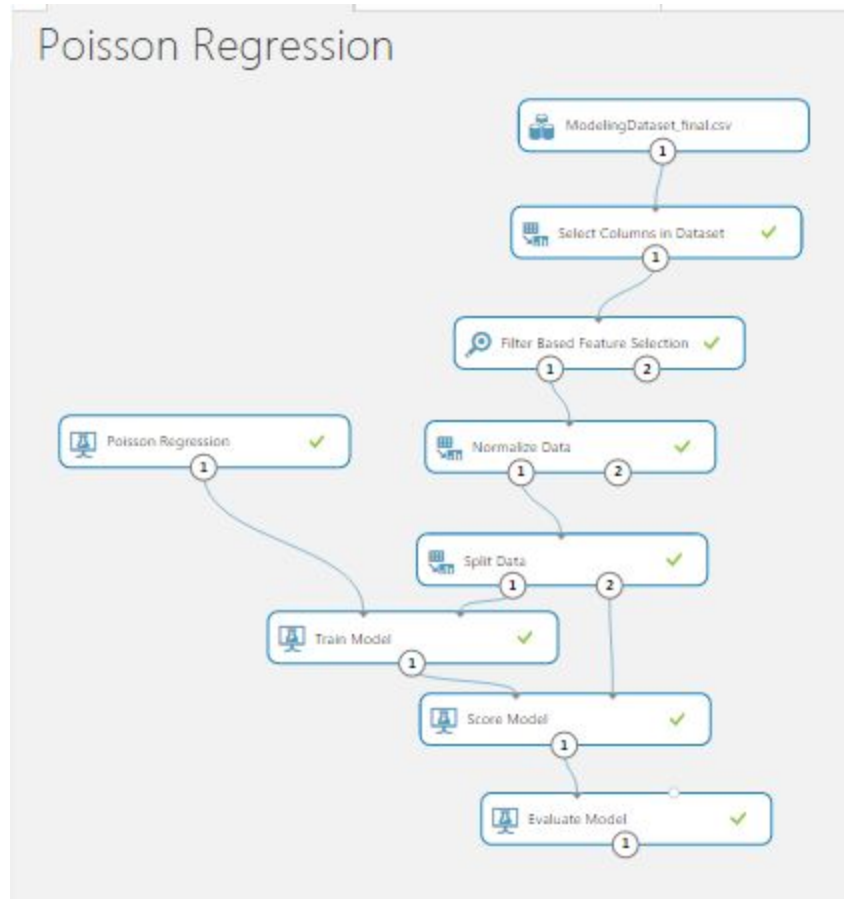 Poisson Regression
ModelingDataset_final.csv
1
Select Columns in Dataset
1
Filter Based Feature Selection
1 2
Poisson Regression
1
Normalize Data
1 2
Split Data
1 2
Train Model
1
Score Model
1
Evaluate Model
1